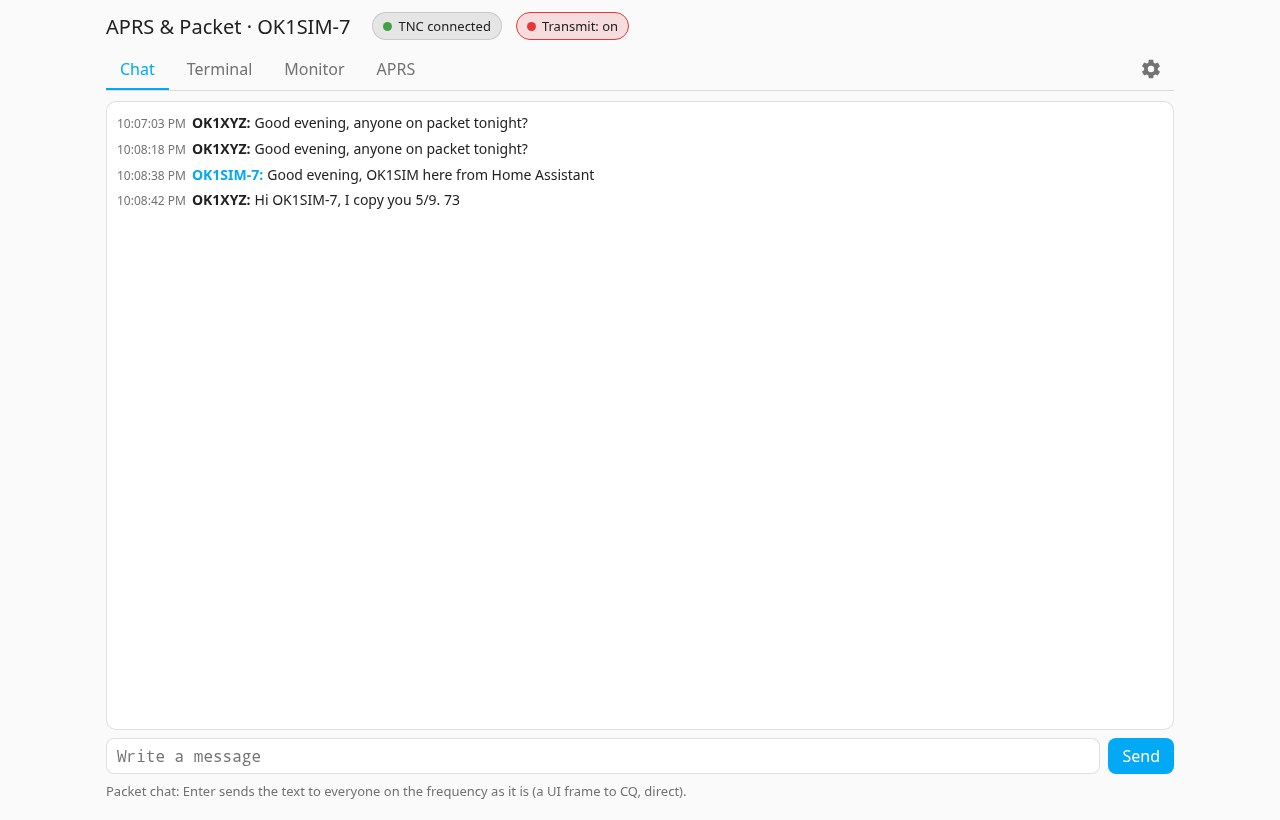 APRS & Packet · OK1SIM-7
TNC connected
Transmit: on
Chat
Terminal
Monitor
APRS
10:07:03 PM OK1XYZ: Good evening, anyone on packet tonight?
10:08:18 PM OK1XYZ: Good evening, anyone on packet tonight?
10:08:38 PM OK1SIM-7: Good evening, OK1SIM here from Home Assistant
10:08:42 PM OK1XYZ: Hi OK1SIM-7, I copy you 5/9. 73
Write a message
Send
Packet chat: Enter sends the text to everyone on the frequency as it is (a UI frame to CQ, direct).